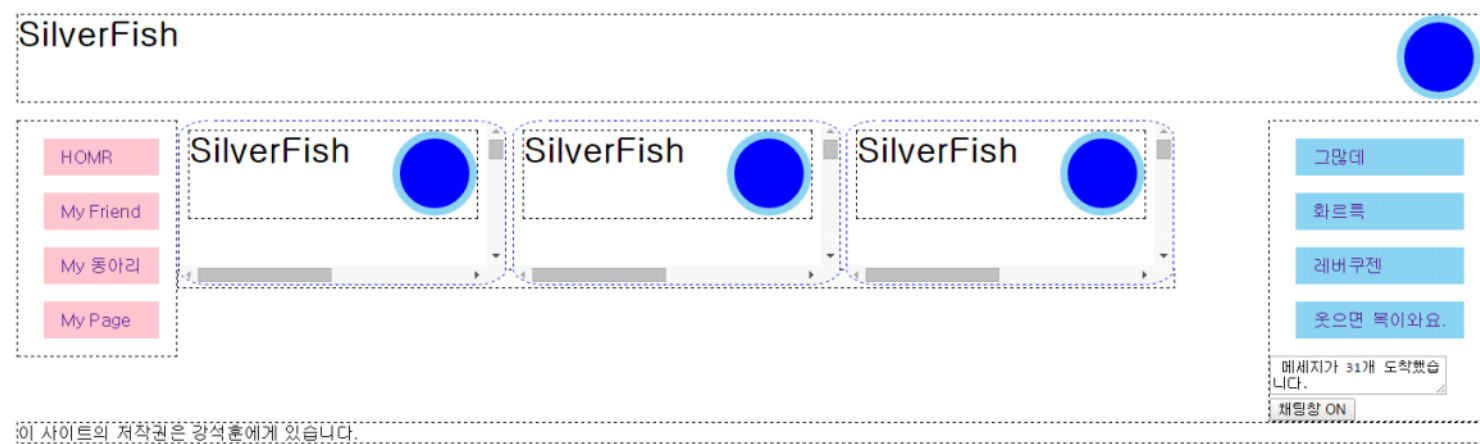 SilverFish
HOMR
My Friend
My 동아리
My Page
SilverFish
SilverFish
SilverFish
그많데
화르륵
레버쿠젠
웃으면 복이와요.
메세지가 31개 도착했습
니다.
채팅창 ON
이 사이트의 저작권은 강석훈에게 있습니다.